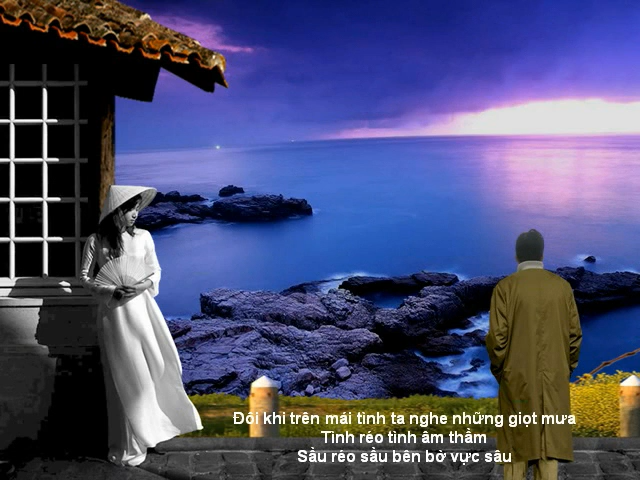 Đôi khi trên mái tình ta nghe những giọt mưa
Tình réo tình âm thầm
Sầu réo sầu bên bờ vực sâu